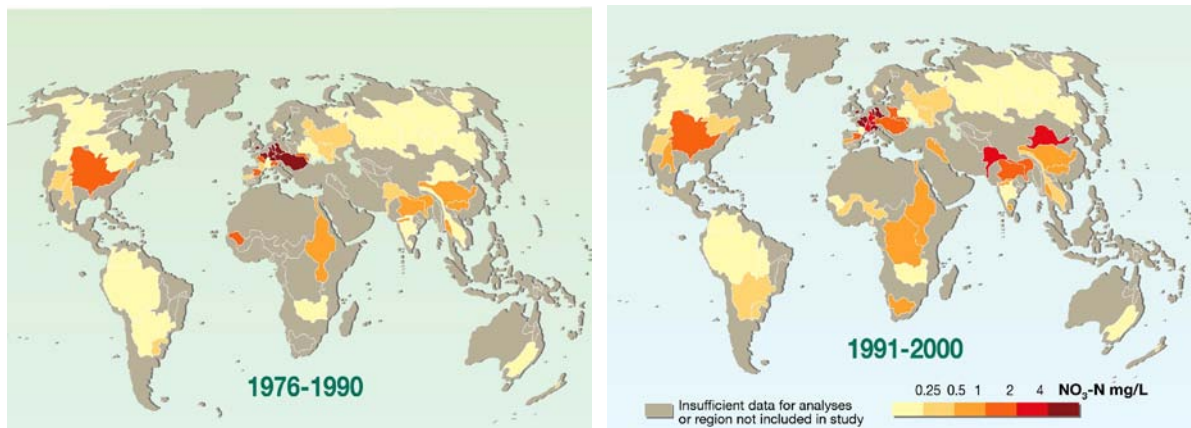 1976-1990
1991-2000
0.25 0.5 1 2 4 NO₃-N mg/L
Insufficient data for analyses
or region not included in study